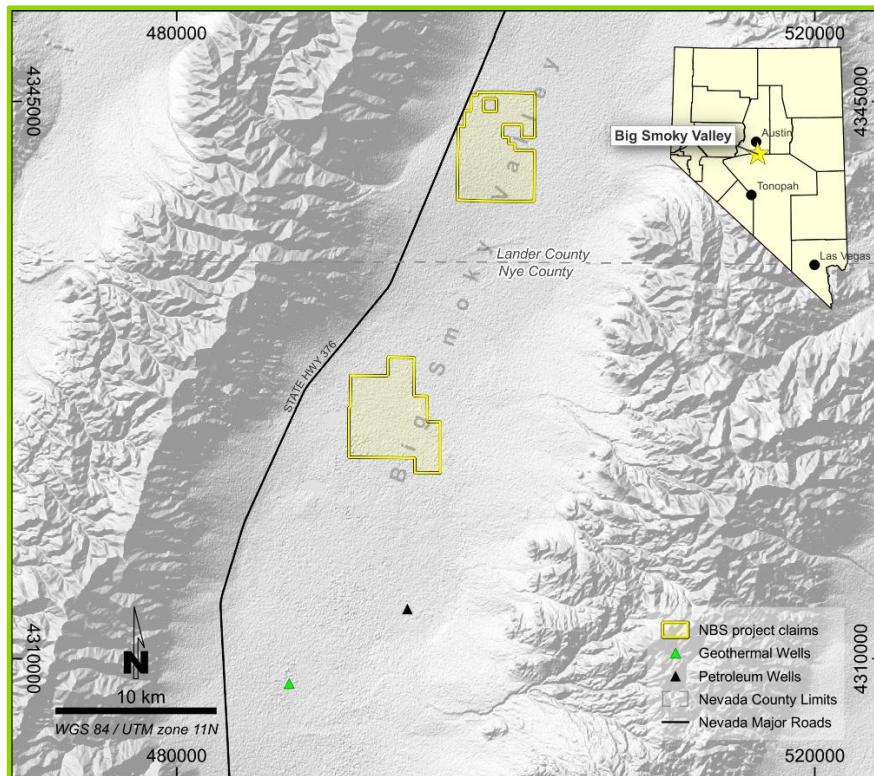 480000
520000
4345000
4345000
Big Smoky Valley
Austin
Tonopah
Las Vegas
Big Smoky Valley
Lander County
Nye County
STATE HWY 376
4310000
4310000
N
10 km
WGS 84 / UTM zone 11N
NBS project claims
Geothermal Wells
Petroleum Wells
Nevada County Limits
Nevada Major Roads
480000
520000